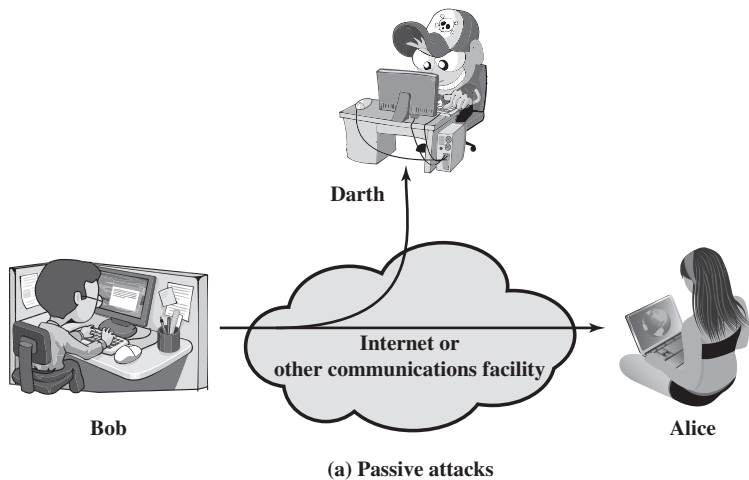 Darth
Internet or
other communications facility
Bob
Alice
(a) Passive attacks